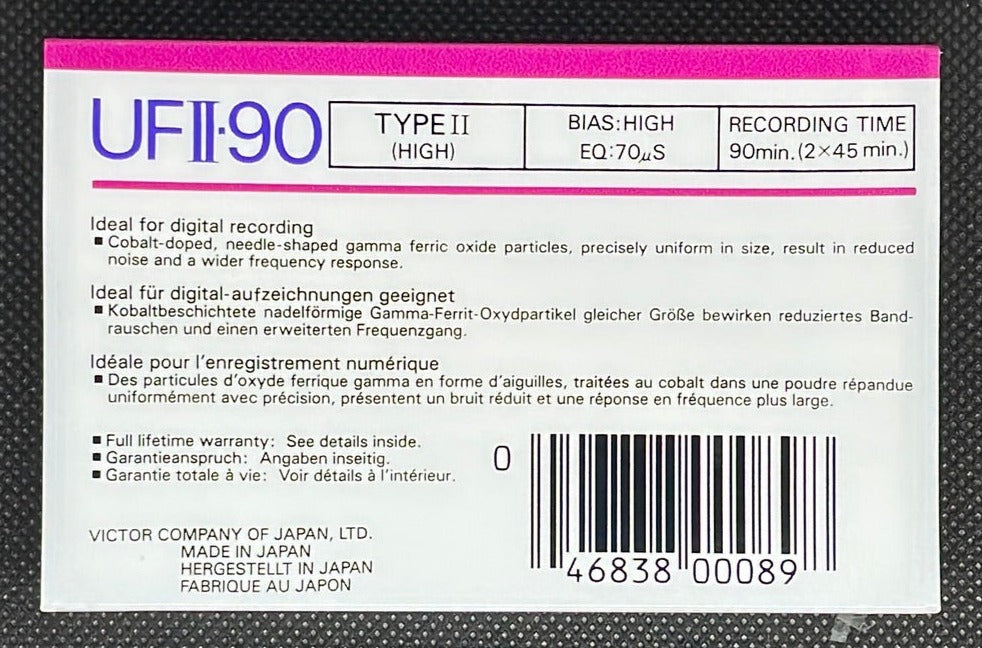 UFII·90
TYPE II
(HIGH)
BIAS:HIGH
EQ:70μS
RECORDING TIME
90min.(2×45 min.)
Ideal for digital recording
■ Cobalt-doped, needle-shaped gamma ferric oxide particles, precisely uniform in size, result in reduced
noise and a wider frequency response.
Ideal für digital-aufzeichnungen geeignet
■ Kobaltbeschichtete nadelförmige Gamma-Ferrit-Oxydpartikel gleicher Größe bewirken reduziertes Band-
rauschen und einen erweiterten Frequenzgang.
Idéale pour l'enregistrement numérique
■ Des particules d'oxyde ferrique gamma en forme d'aiguilles, traitées au cobalt dans une poudre répandue
uniformément avec précision, présentent un bruit réduit et une réponse en fréquence plus large.
■ Full lifetime warranty: See details inside.
■ Garantieanspruch: Angaben inseitig.
■ Garantie totale à vie: Voir détails à l'intérieur.
VICTOR COMPANY OF JAPAN, LTD.
MADE IN JAPAN
HERGESTELLT IN JAPAN
FABRIQUE AU JAPON
0 46838 00089